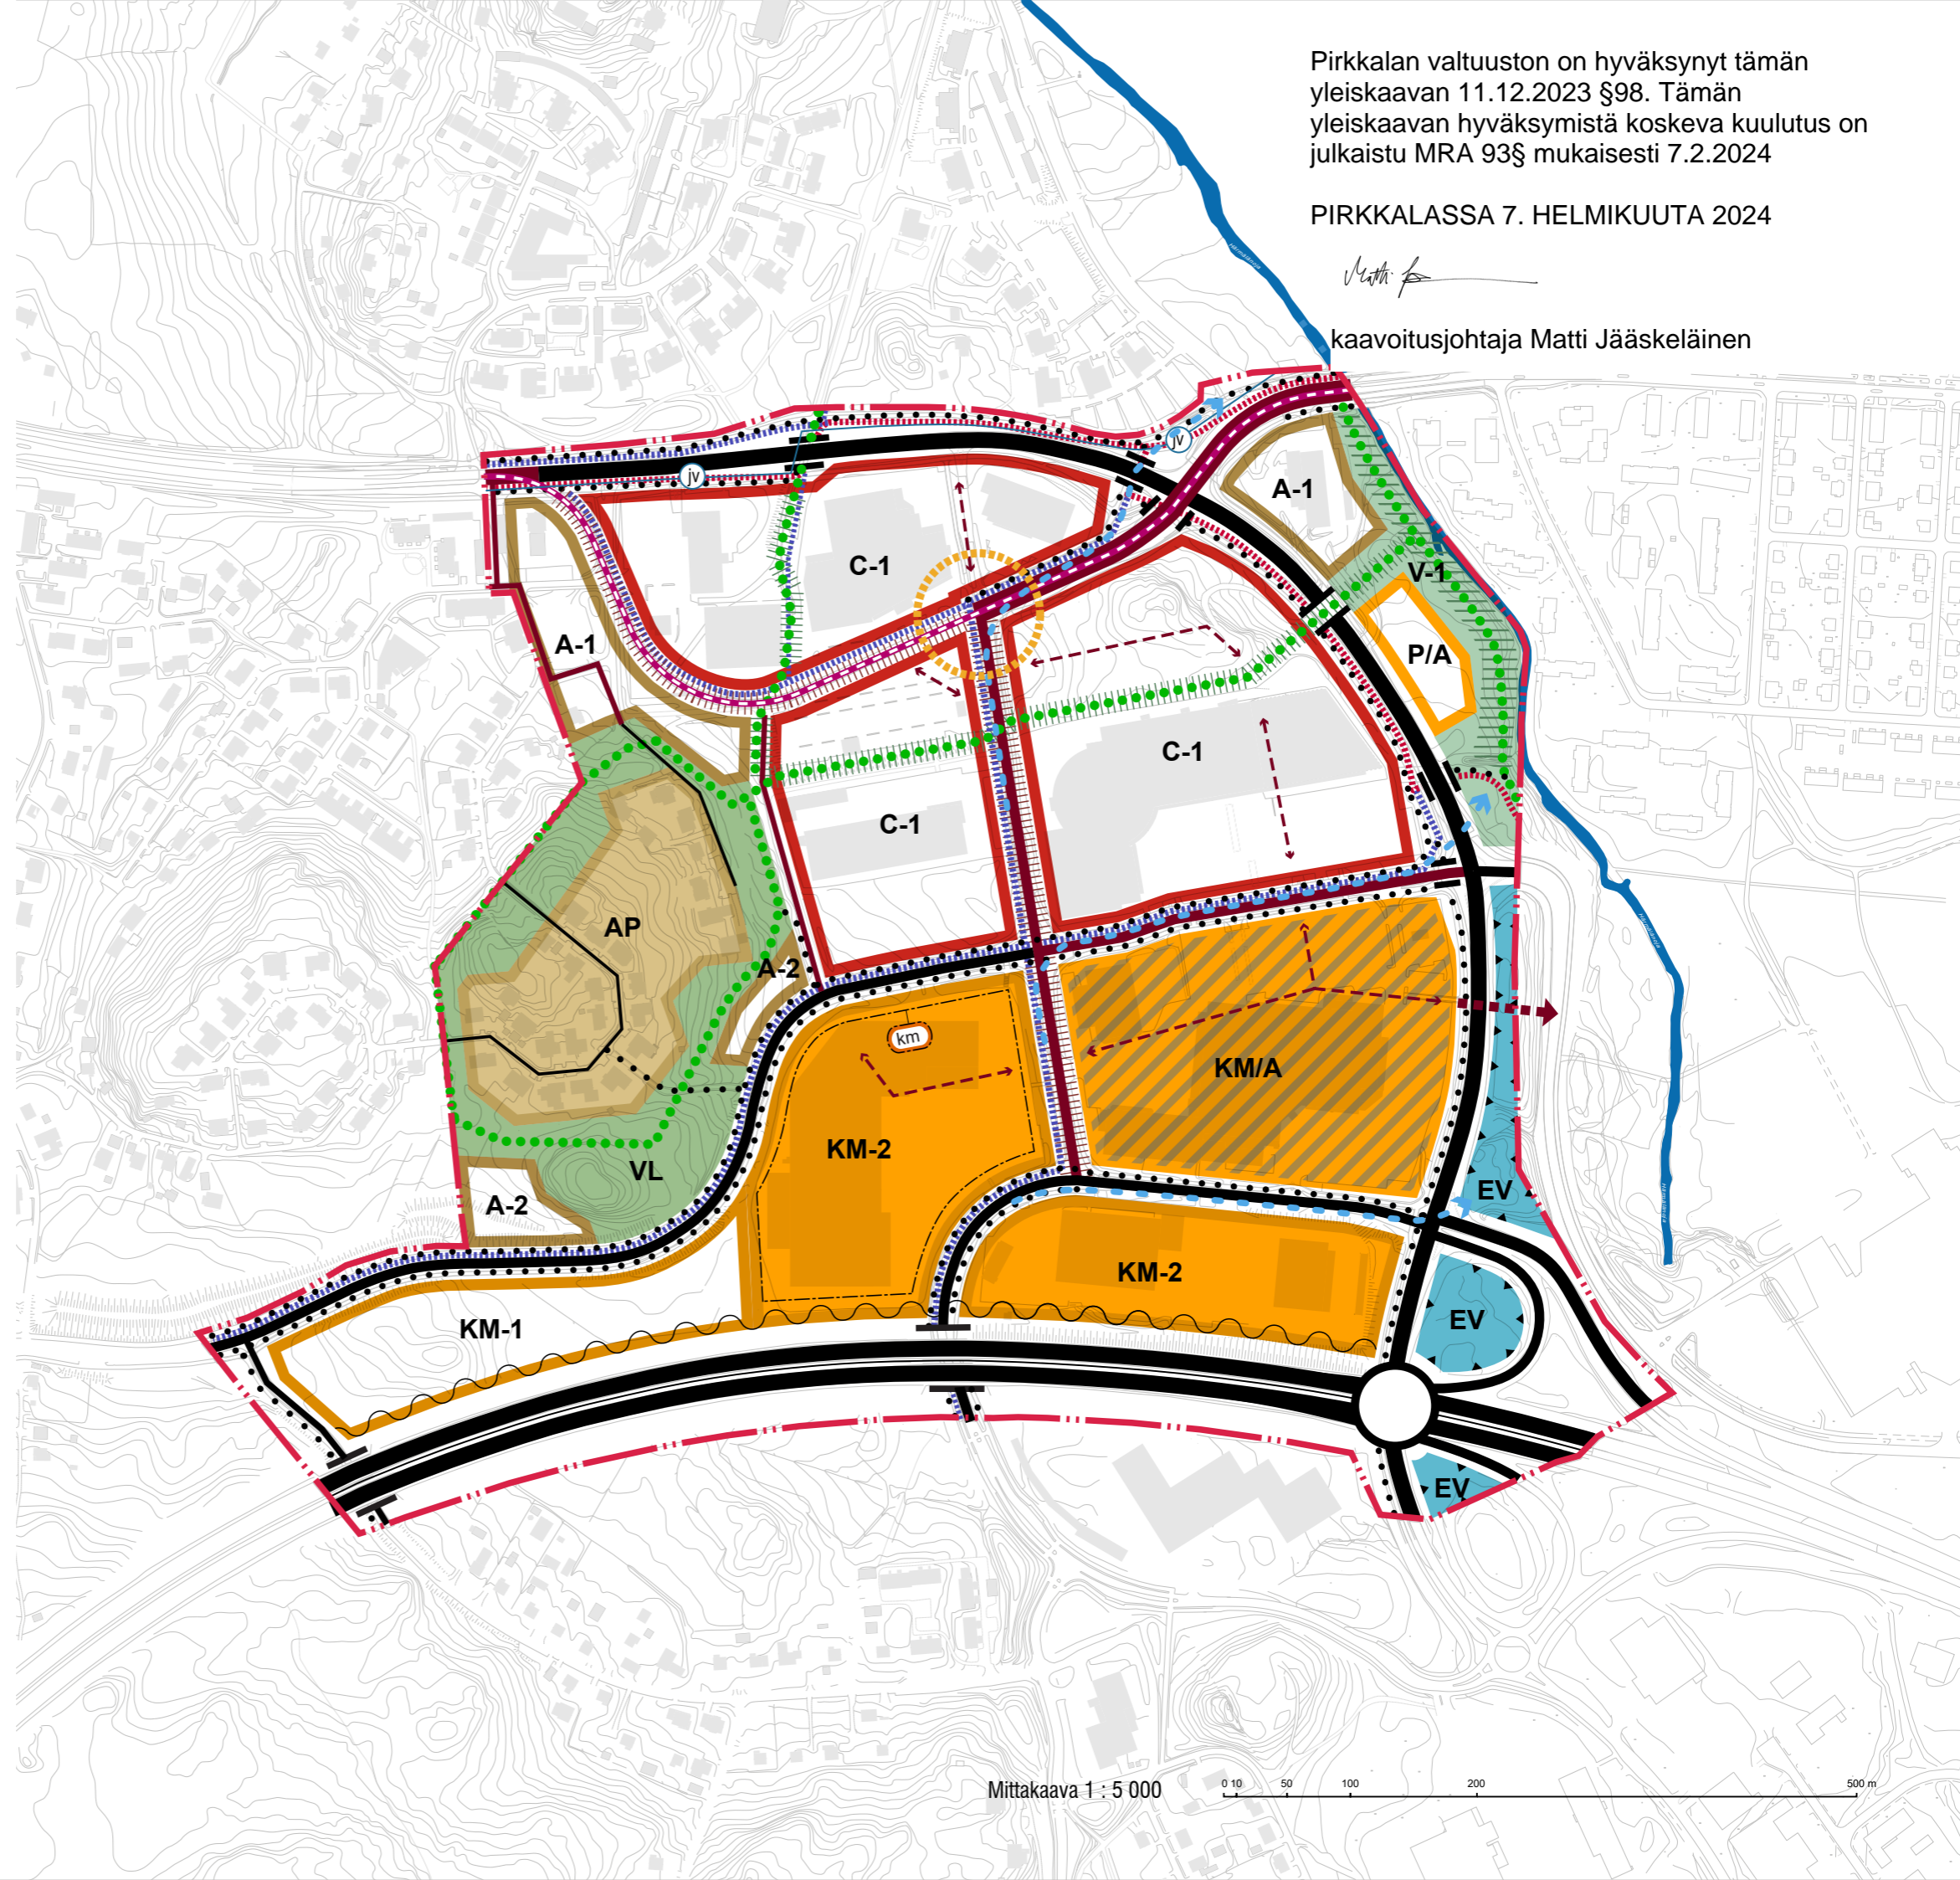 Pirkkalan valtuuston on hyväksynyt tämän
yleiskaavan 11.12.2023 §98. Tämän
yleiskaavan hyväksymistä koskeva kuulutus on
julkaistu MRA 93§ mukaisesti 7.2.2024
PIRKKALASSA 7. HELMIKUUTA 2024
kaavoitusjohtaja Matti Jääskeläinen
jv
jv
A-1
C-1
V-1
A-1
P/A
C-1
C-1
AP
A-2
km
KM/A
KM-2
VL
EV
A-2
KM-2
EV
KM-1
EV
Mittakaava 1 : 5 000
0 10 50 100 200 500 m